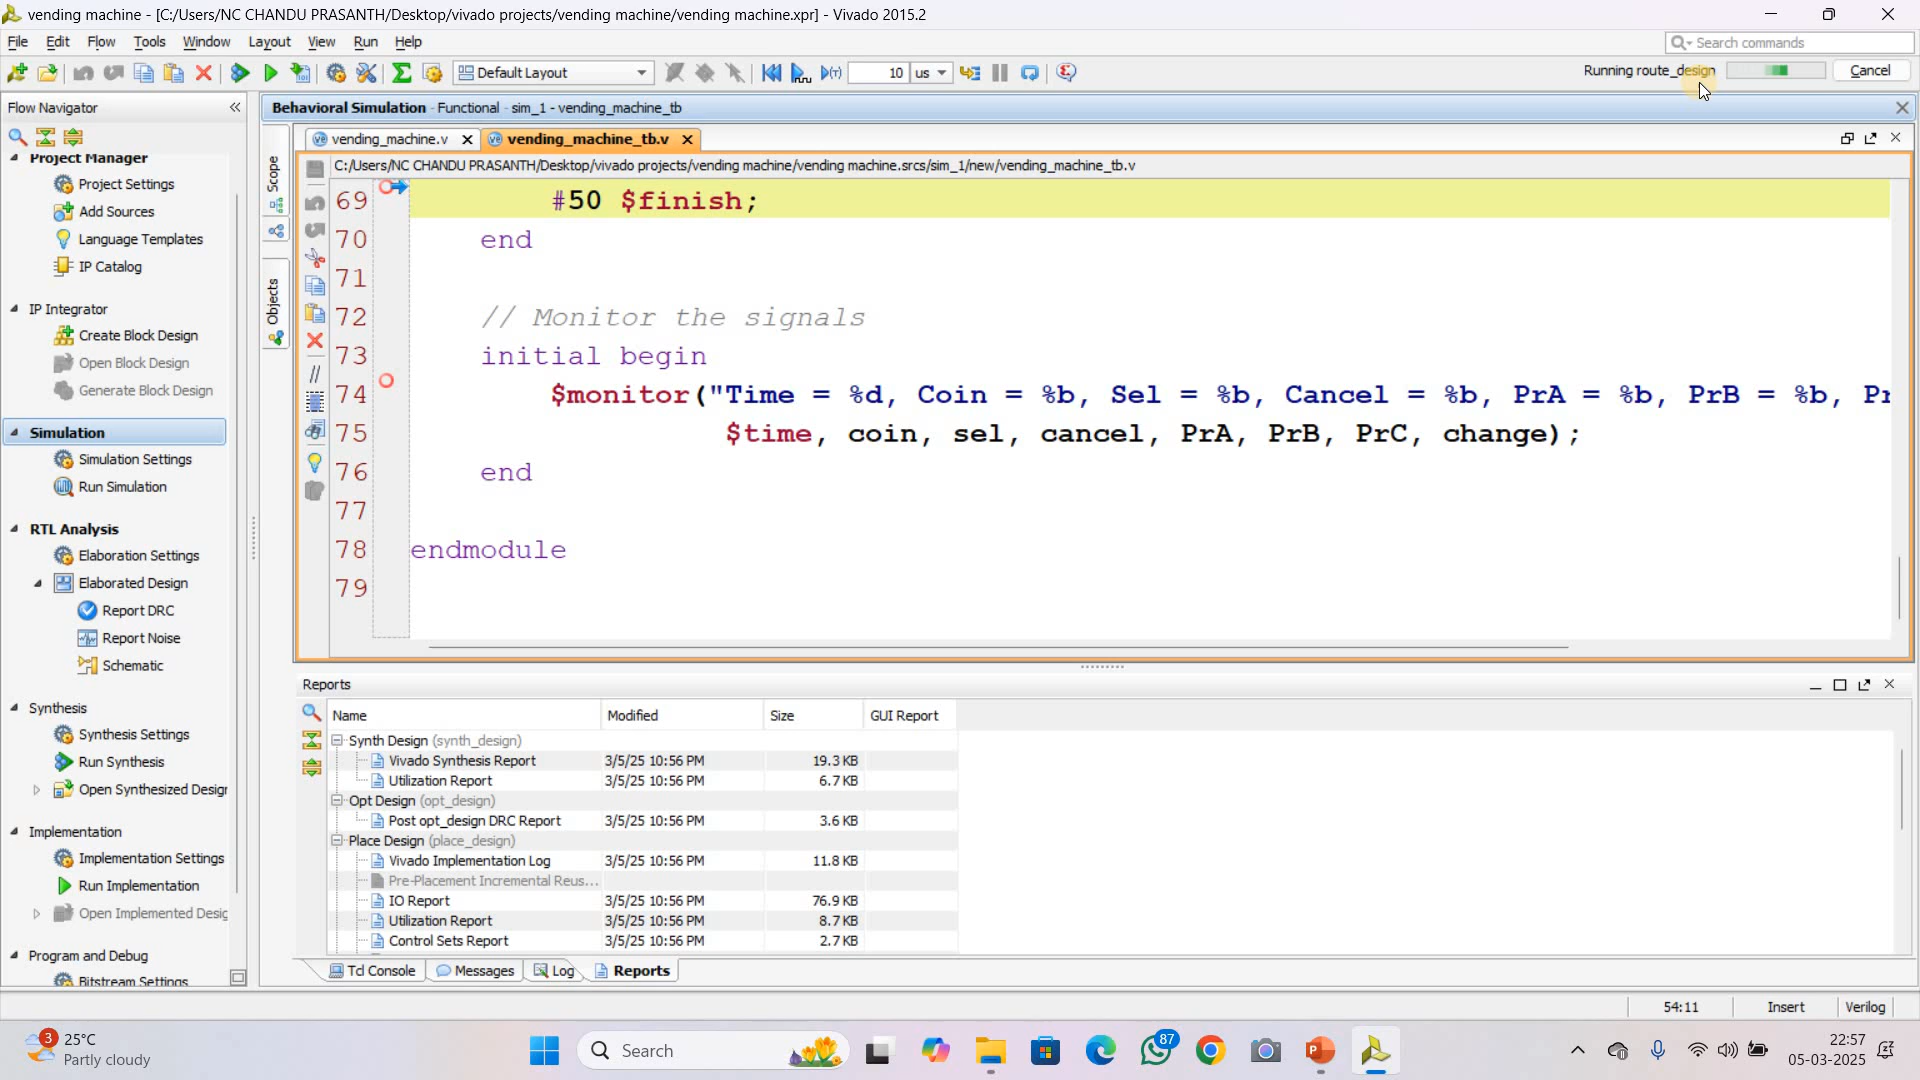 vending machine - [C:/Users/NC CHANDU PRASANTH/Desktop/vivado projects/vending machine/vending machine.xpr] - Vivado 2015.2
File Edit Flow Tools Window Layout View Run Help
Search commands
Default Layout
10 us
Running route_design Cancel
Flow Navigator
Project Manager
Project Settings
Add Sources
Language Templates
IP Catalog
IP Integrator
Create Block Design
Open Block Design
Generate Block Design
Simulation
Simulation Settings
Run Simulation
RTL Analysis
Elaboration Settings
Elaborated Design
Report DRC
Report Noise
Schematic
Synthesis
Synthesis Settings
Run Synthesis
Open Synthesized Desig
Implementation
Implementation Settings
Run Implementation
Open Implemented Desig
Program and Debug
Bitstream Settings
Behavioral Simulation - Functional - sim_1 - vending_machine_tb
Scope
Objects
vending_machine.v
vending_machine_tb.v
C:/Users/NC CHANDU PRASANTH/Desktop/vivado projects/vending machine/vending machine.srcs/sim_1/new/vending_machine_tb.v
69 #50 $finish;
70 end
71
72 // Monitor the signals
73 initial begin
74 $monitor("Time = %d, Coin = %b, Sel = %b, Cancel = %b, PrA = %b, PrB = %b, Pr
75 $time, coin, sel, cancel, PrA, PrB, PrC, change);
76 end
77
78 endmodule
79
Reports
Name Modified Size GUI Report
Synth Design (synth_design)
Vivado Synthesis Report 3/5/25 10:56 PM 19.3 KB
Utilization Report 3/5/25 10:56 PM 6.7 KB
Opt Design (opt_design)
Post opt_design DRC Report 3/5/25 10:56 PM 3.6 KB
Place Design (place_design)
Vivado Implementation Log 3/5/25 10:56 PM 11.8 KB
Pre-Placement Incremental Reus...
IO Report 3/5/25 10:56 PM 76.9 KB
Utilization Report 3/5/25 10:56 PM 8.7 KB
Control Sets Report 3/5/25 10:56 PM 2.7 KB
Tcl Console Messages Log Reports
54:11 Insert Verilog
3
25°C
Partly cloudy
Search
87
22:57
05-03-2025